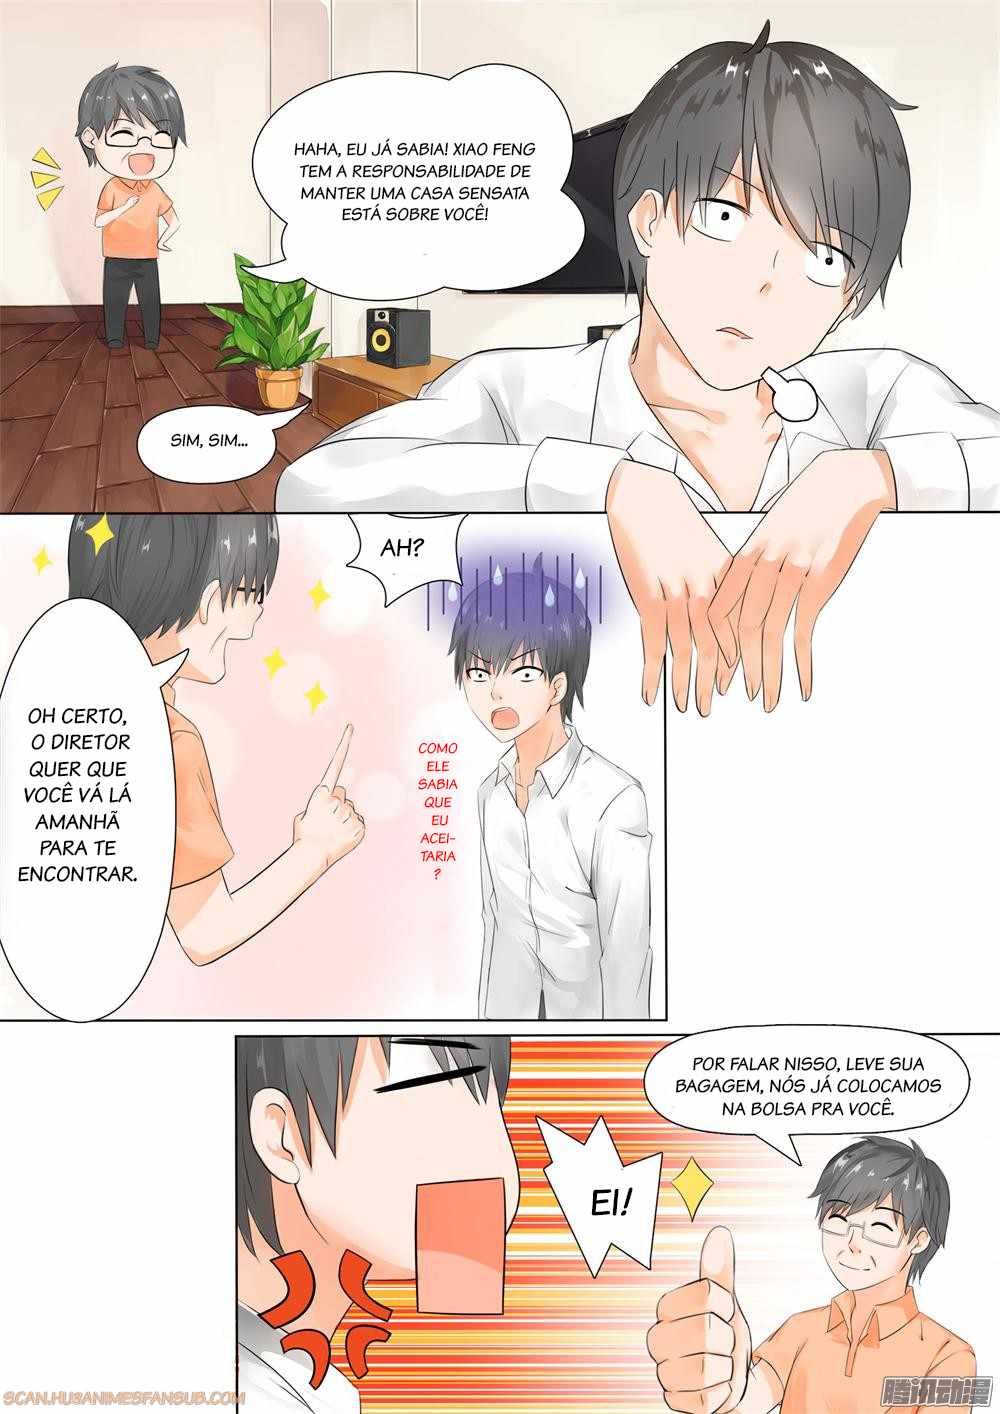 HAHA, EU JÁ SABIA! XIAO FENG
TEM A RESPONSABILIDADE DE
MANTER UMA CASA SENSATA
ESTÁ SOBRE VOCÊ!
SIM, SIM...
AH?
OH CERTO,
O DIRETOR
QUER QUE
VOCÊ VÁ LÁ
AMANHÃ
PARA TE
ENCONTRAR.
COMO
ELE
SABIA
QUE
EU
ACEI-
TARIA
?
POR FALAR NISSO, LEVE SUA
BAGAGEM, NÓS JÁ COLOCAMOS
NA BOLSA PRA VOCÊ.
EI!
SCAN.HU3ANIMESFANSUB.COM
腾讯动漫